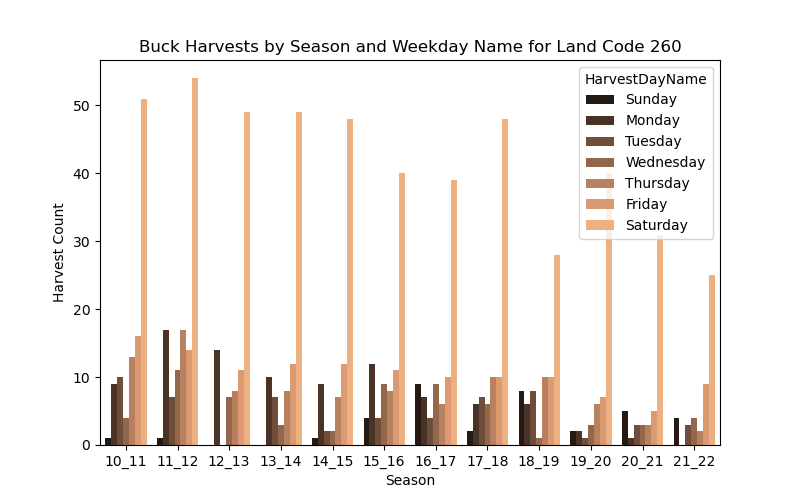 Buck Harvests by Season and Weekday Name for Land Code 260
HarvestDayName
Sunday
Monday
Tuesday
Wednesday
Thursday
Friday
Saturday
Harvest Count
50
40
30
20
10
0
10_11 11_12 12_13 13_14 14_15 15_16 16_17 17_18 18_19 19_20 20_21 21_22
Season